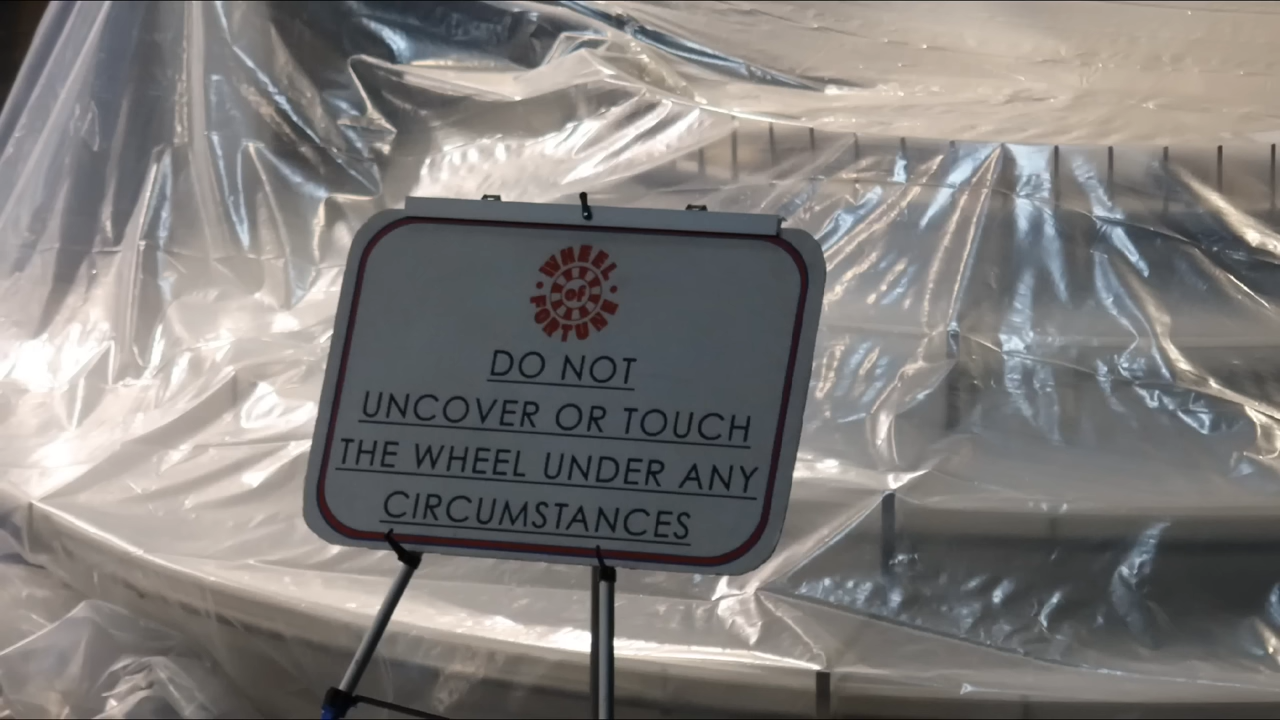 WHEEL
of
FORTUNE
DO NOT
UNCOVER OR TOUCH
THE WHEEL UNDER ANY
CIRCUMSTANCES